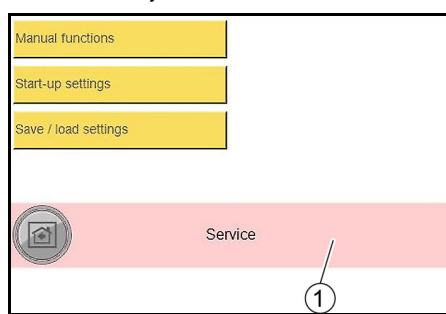 Manual functions
Start-up settings
Save / load settings
Service
1